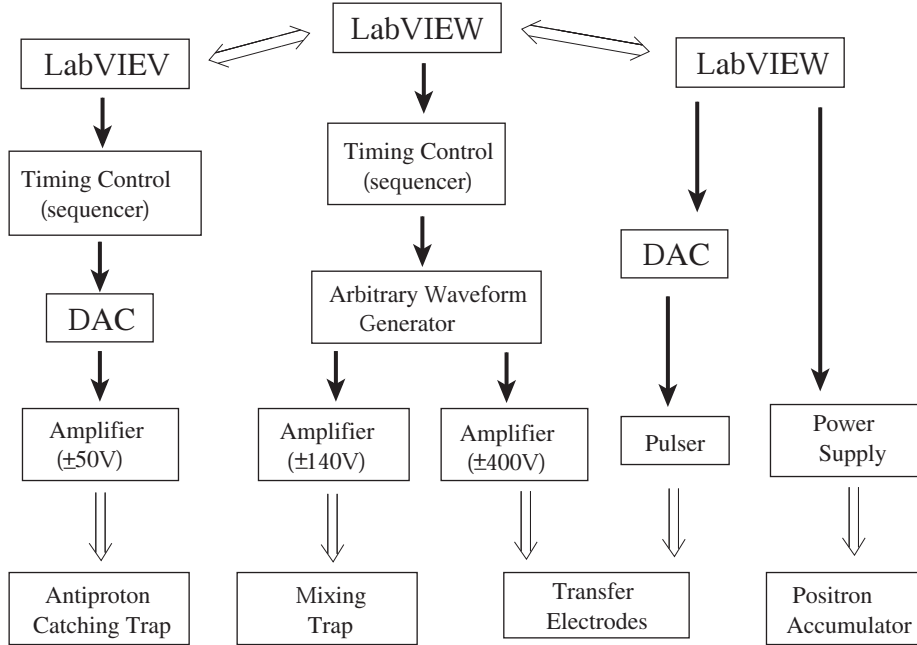 LabVIEV
LabVIEW
LabVIEW
Timing Control
(sequencer)
Timing Control
(sequencer)
DAC
Arbitrary Waveform
Generator
DAC
Amplifier
(±50V)
Amplifier
(±140V)
Amplifier
(±400V)
Pulser
Power
Supply
Antiproton
Catching Trap
Mixing
Trap
Transfer
Electrodes
Positron
Accumulator